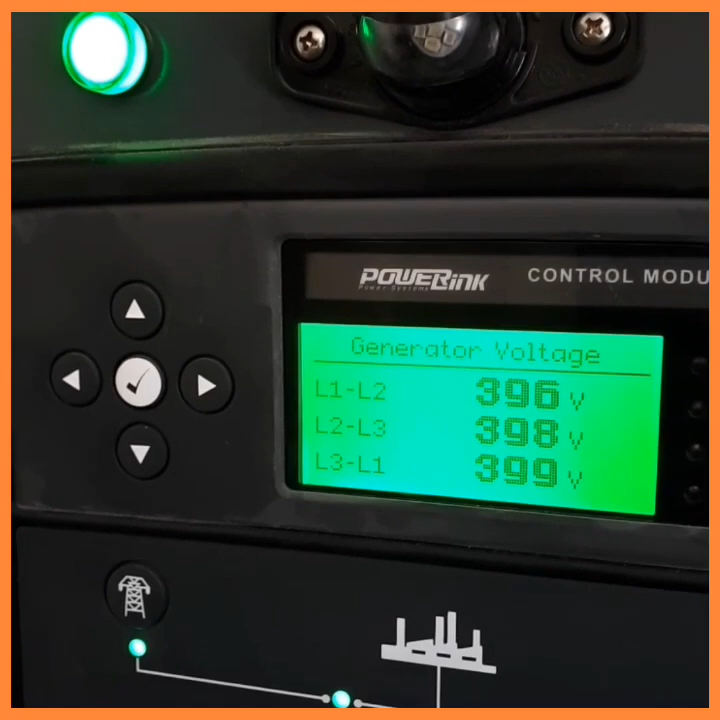 POWERLINK
Power Systems
CONTROL MODU
Generator Voltage
L1-L2 396 V
L2-L3 398 V
L3-L1 399 V